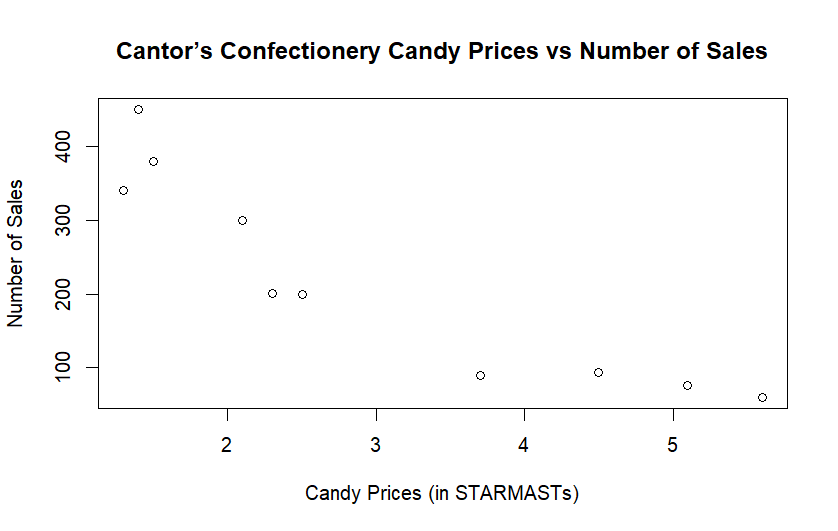 Cantor’s Confectionery Candy Prices vs Number of Sales
Number of Sales
400
300
200
100
2 3 4 5
Candy Prices (in STARMASTs)